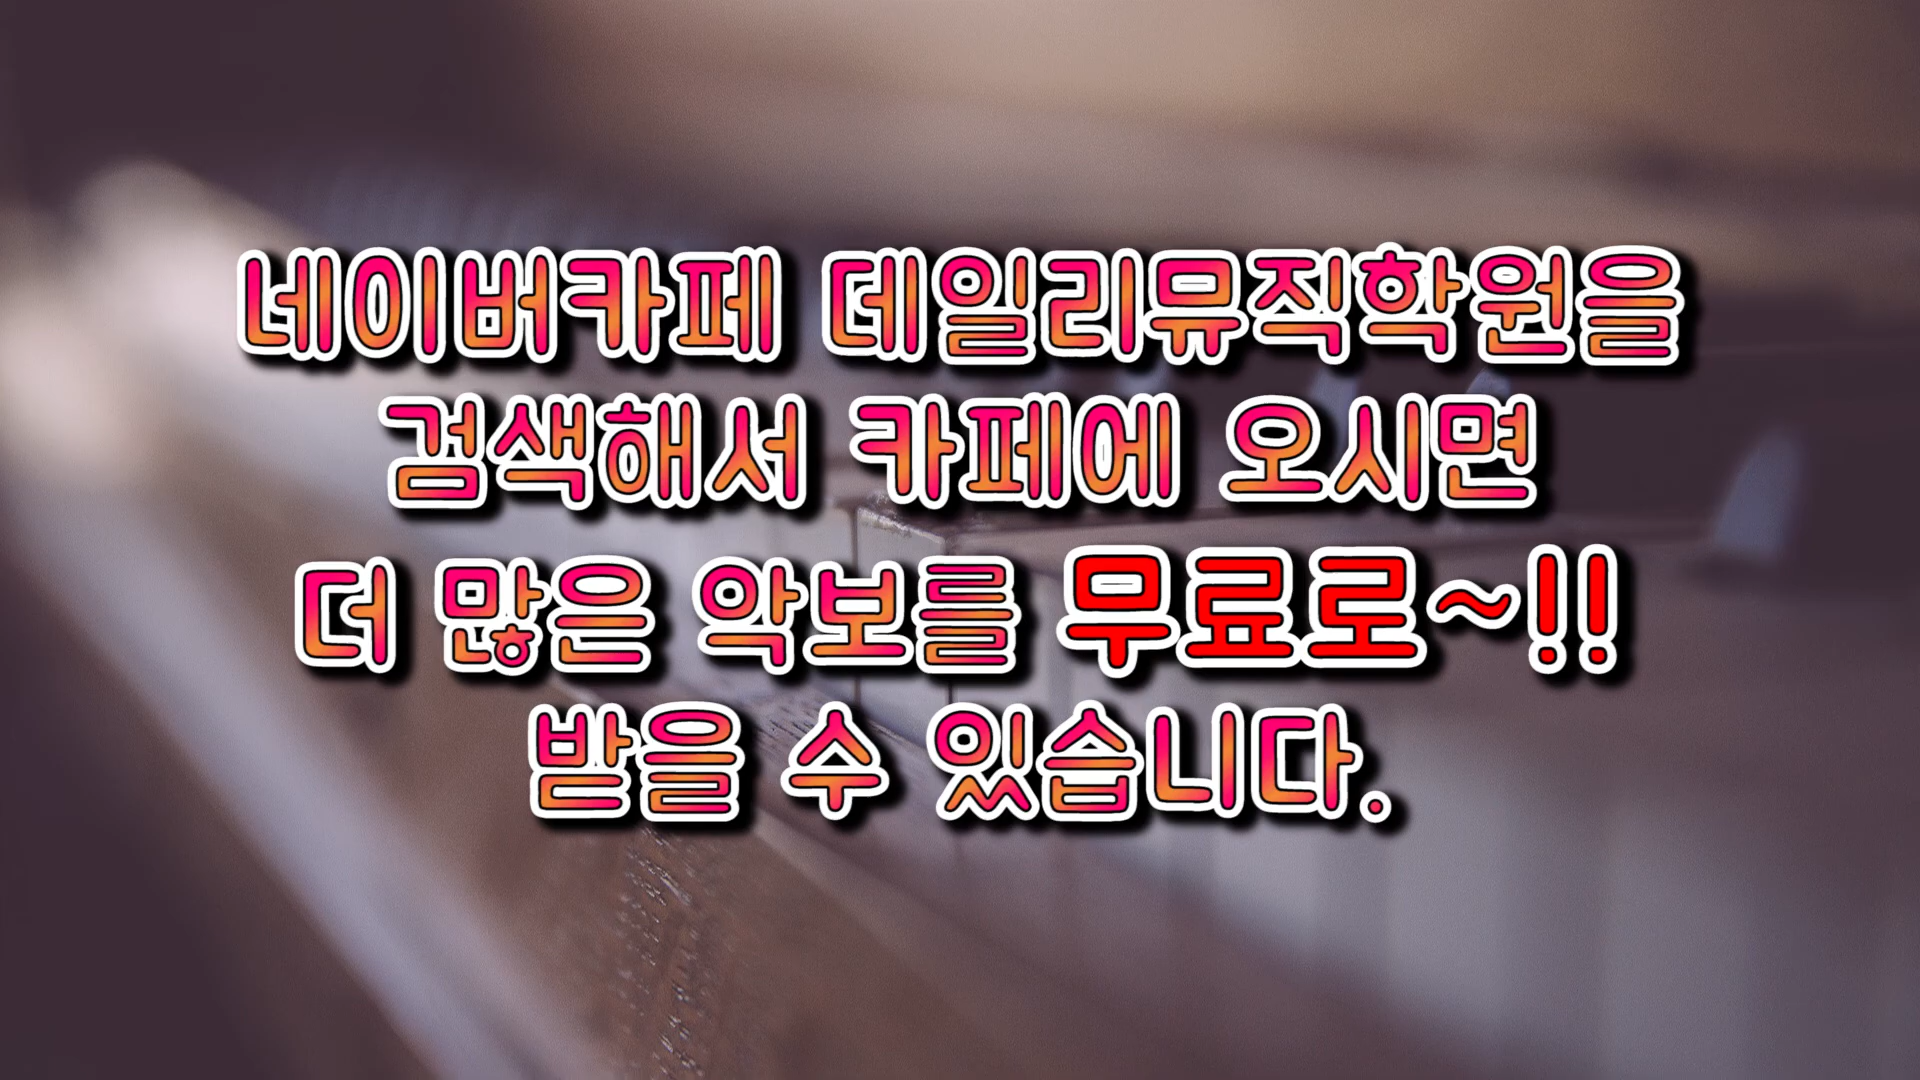 네이버카페 데일리뮤직학원을
검색해서 카페에 오시면
더 많은 악보를 무료로~!!
받을 수 있습니다.